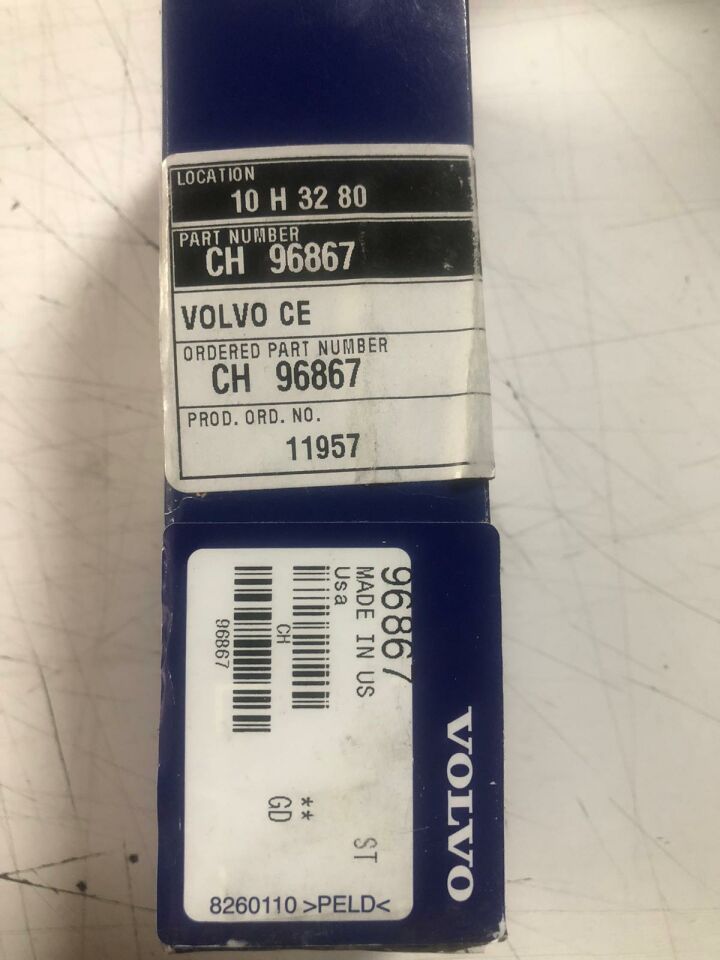 LOCATION
10 H 32 80
PART NUMBER
CH 96867
VOLVO CE
ORDERED PART NUMBER
CH 96867
PROD. ORD. NO.
11957
96867
MADE IN US
Usa
CH
96867
ST
**
GD
8260110 >PELD<
VOLVO